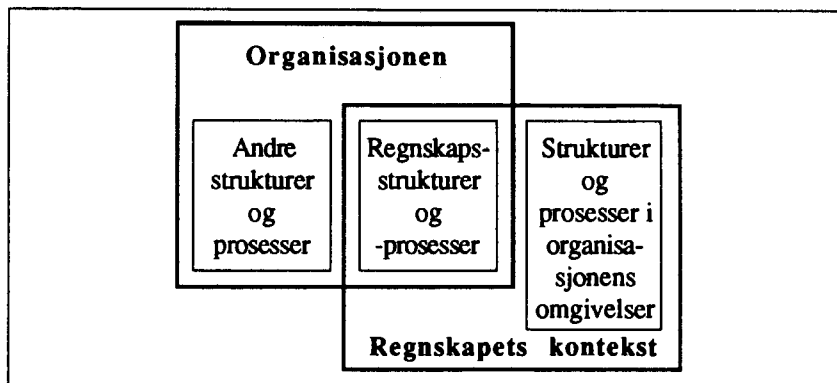 Organisasjonen
Andre
strukturer
og
prosesser
Regnskaps-
strukturer
og
-prosesser
Strukturer
og
prosesser i
organisa-
sjonens
omgivelser
Regnskapets kontekst